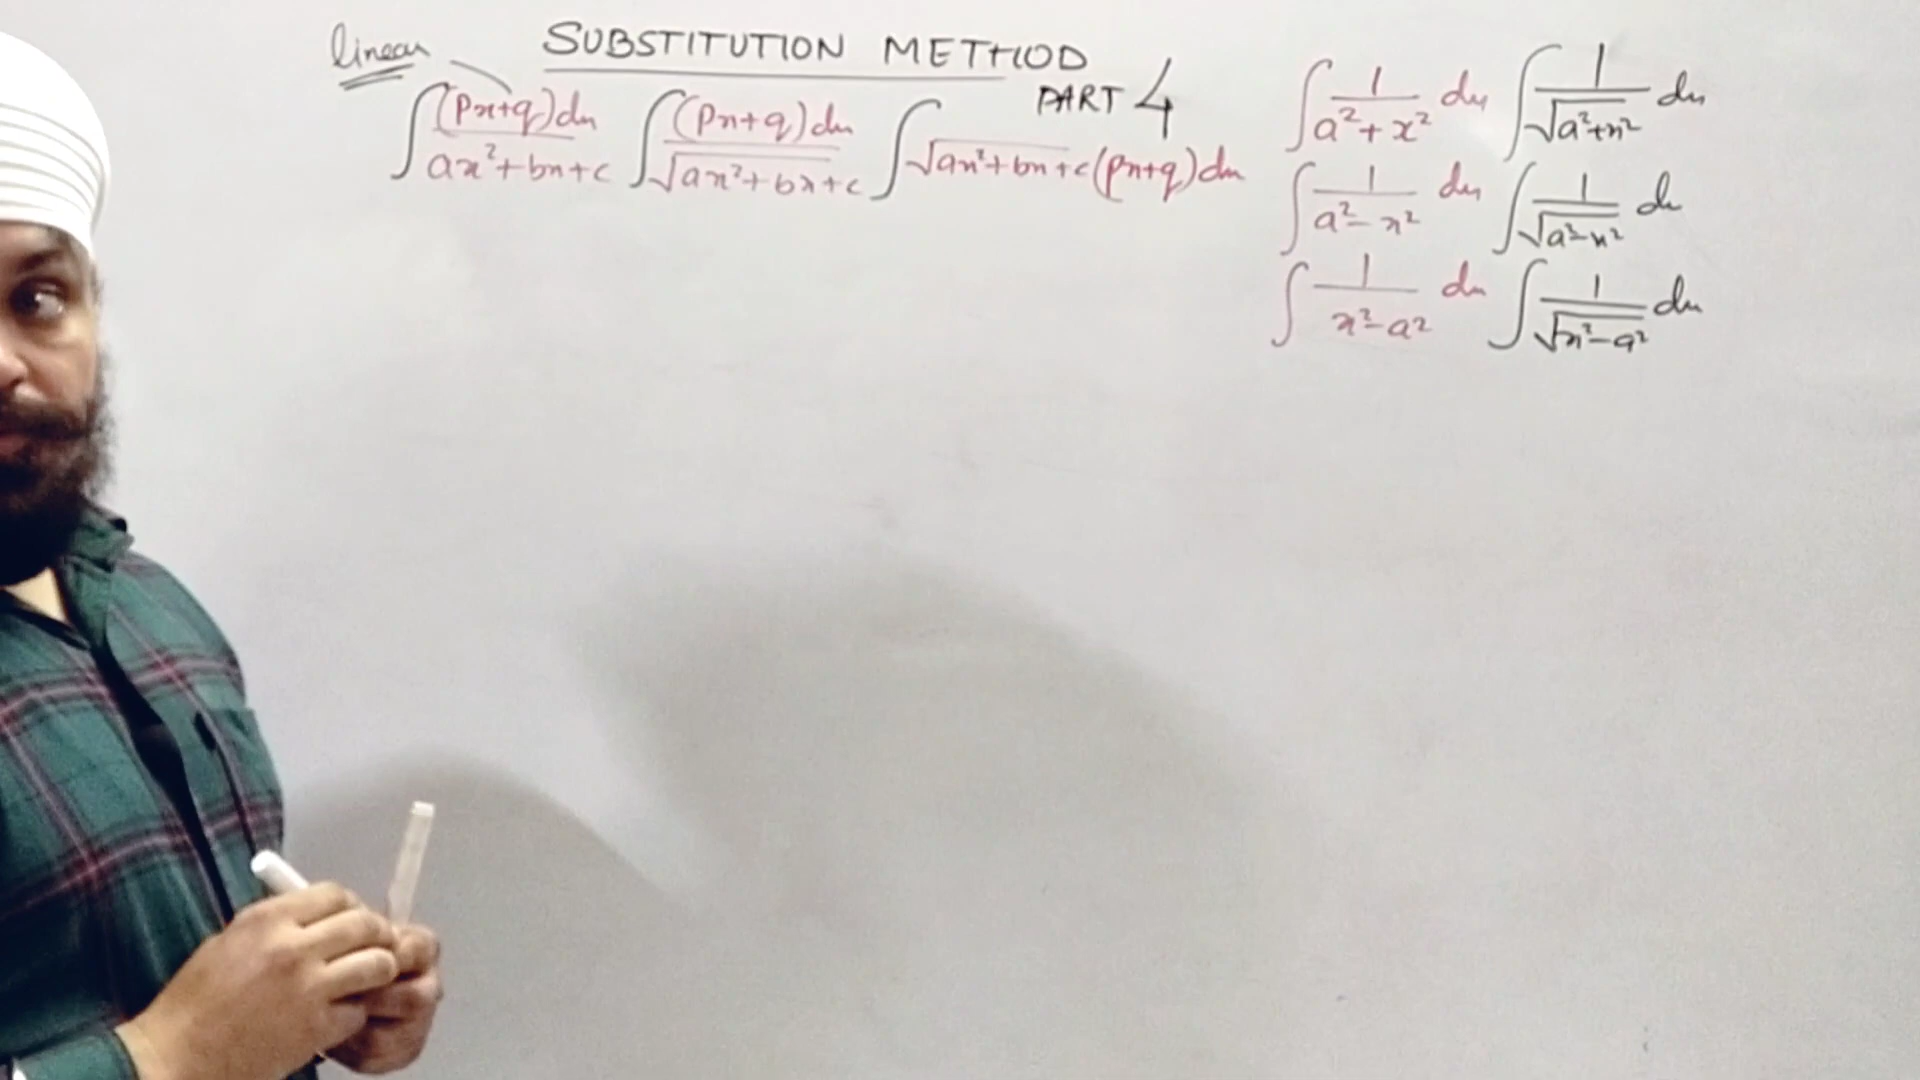 linear SUBSTITUTION METHOD
PART 4
∫ (px+q)dx / ax²+bx+c ∫ (px+q)dx / √ax²+bx+c ∫ √ax²+bx+c (px+q)dx
∫ 1 / a²+x² dx ∫ 1 / √a²+x² dx
∫ 1 / a²-x² dx ∫ 1 / √a²-x² dx
∫ 1 / x²-a² dx ∫ 1 / √x²-a² dx